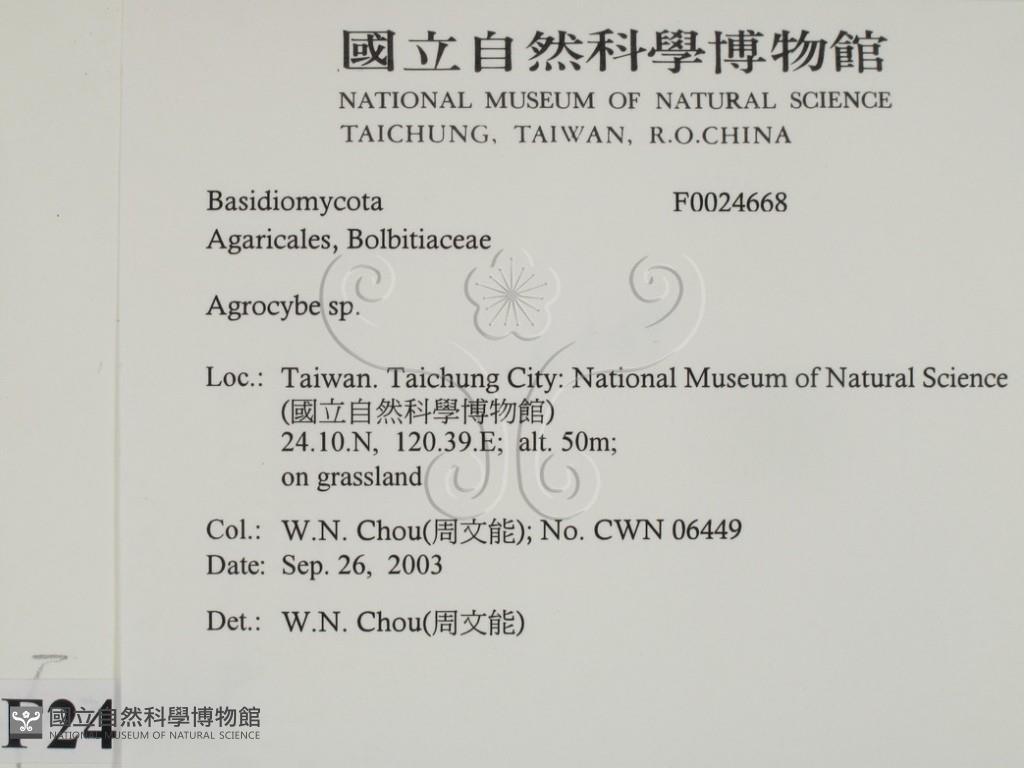 國立自然科學博物館
NATIONAL MUSEUM OF NATURAL SCIENCE
TAICHUNG, TAIWAN, R.O.CHINA
Basidiomycota F0024668
Agaricales, Bolbitiaceae
Agrocybe sp.
Loc.: Taiwan. Taichung City: National Museum of Natural Science
(國立自然科學博物館)
24.10.N, 120.39.E; alt. 50m;
on grassland
Col.: W.N. Chou(周文能); No. CWN 06449
Date: Sep. 26, 2003
Det.: W.N. Chou(周文能)
F24
國立自然科學博物館
NATIONAL MUSEUM OF NATURAL SCIENCE